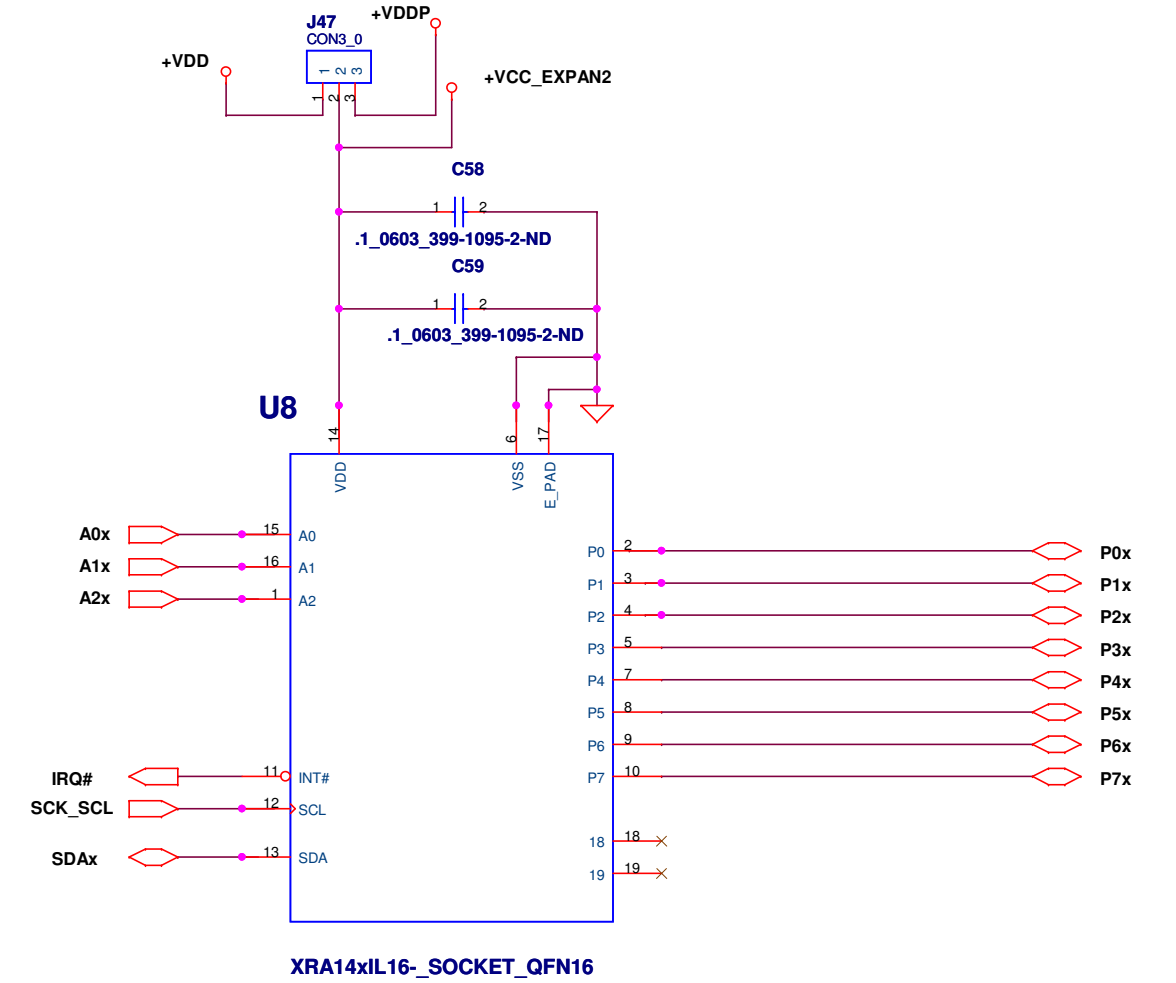 J47
CON3_0
+VDDP
+VDD
1 2 3
1 2 3
+VCC_EXPAN2
C58
1 2
.1_0603_399-1095-2-ND
C59
1 2
.1_0603_399-1095-2-ND
U8
14 6 17
VDD VSS E_PAD
A0x 15 A0
A1x 16 A1
A2x 1 A2
P0 2 P0x
P1 3 P1x
P2 4 P2x
P3 5 P3x
P4 7 P4x
P5 8 P5x
P6 9 P6x
P7 10 P7x
IRQ# 11 INT#
SCK_SCL 12 SCL
SDAx 13 SDA
18 18
19 19
XRA14xIL16-_SOCKET_QFN16